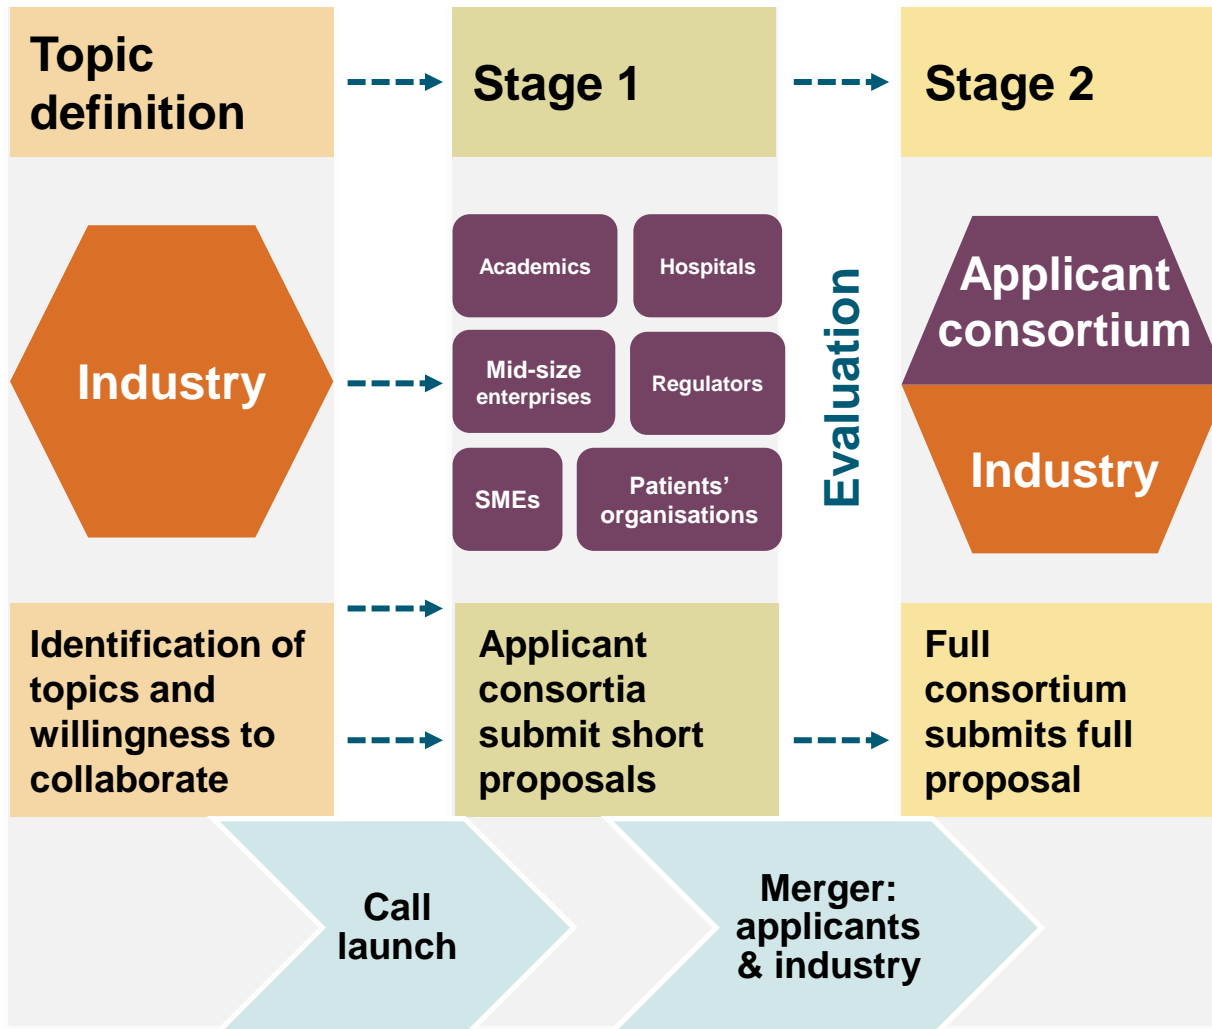 Topic
definition
Stage 1
Stage 2
Industry
Academics
Hospitals
Mid-size
enterprises
Regulators
SMEs
Patients’
organisations
Evaluation
Applicant
consortium
Industry
Identification of
topics and
willingness to
collaborate
Applicant
consortia
submit short
proposals
Full
consortium
submits full
proposal
Call
launch
Merger:
applicants
& industry